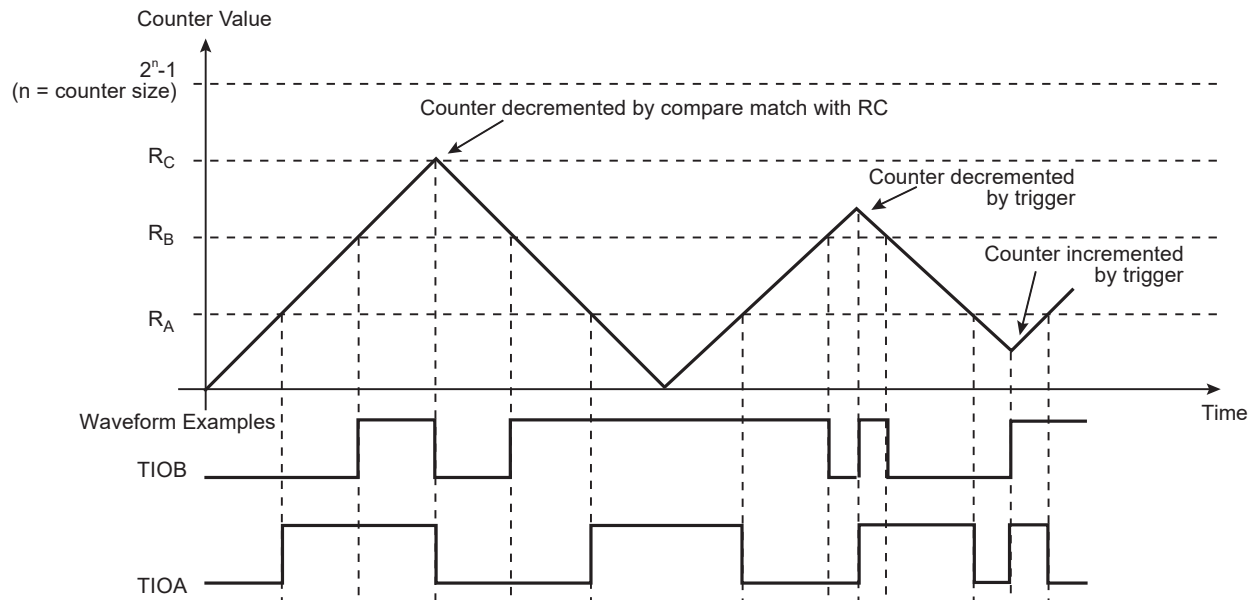 Counter Value
2ⁿ-1
(n = counter size)
Counter decremented by compare match with RC
R_C
Counter decremented
by trigger
R_B
Counter incremented
by trigger
R_A
Time
Waveform Examples
TIOB
TIOA